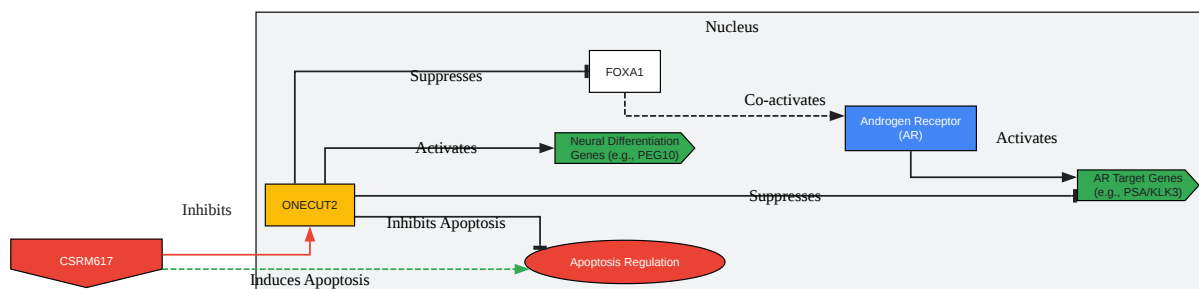 Nucleus
Suppresses
FOXA1
Co-activates
Androgen Receptor
(AR)
Activates
Neural Differentiation
Genes (e.g., PEG10)
Activates
AR Target Genes
(e.g., PSA/KLK3)
ONECUT2
Suppresses
Inhibits
Inhibits Apoptosis
CSRM617
Apoptosis Regulation
Induces Apoptosis